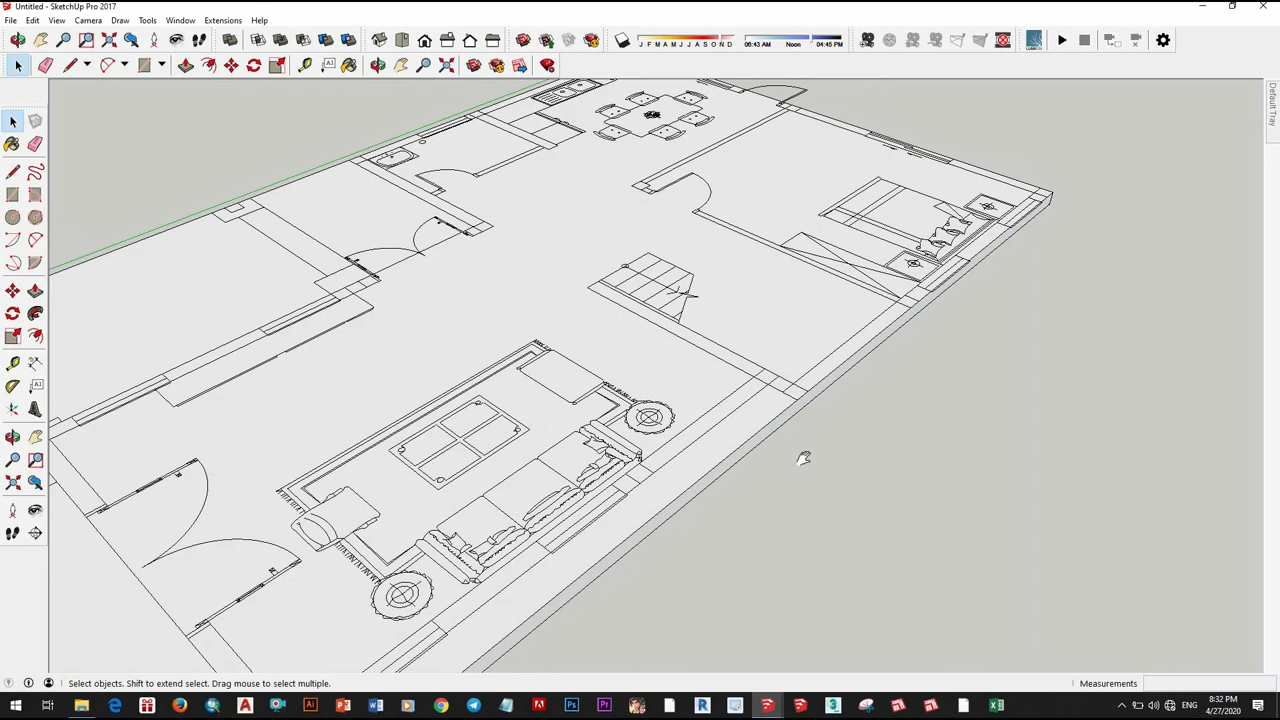 Untitled - SketchUp Pro 2017
File Edit View Camera Draw Tools Window Extensions Help
J F M A M J J A S O N D 06:43 AM Noon 04:45 PM
Default Tray
Select objects. Shift to extend select. Drag mouse to select multiple.
Measurements
ENG
8:32 PM
4/27/2020